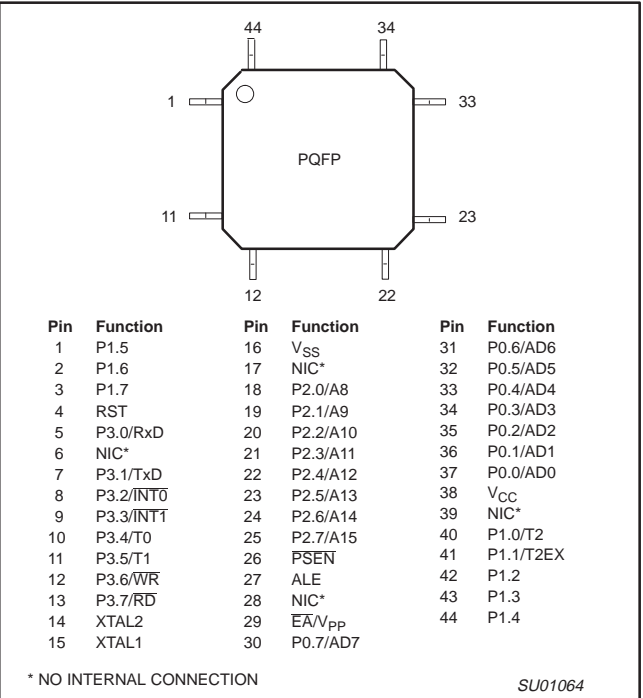 44 34
1 33
PQFP
11 23
12 22
Pin Function Pin Function Pin Function
1 P1.5 16 VSS 31 P0.6/AD6
2 P1.6 17 NIC* 32 P0.5/AD5
3 P1.7 18 P2.0/A8 33 P0.4/AD4
4 RST 19 P2.1/A9 34 P0.3/AD3
5 P3.0/RxD 20 P2.2/A10 35 P0.2/AD2
6 NIC* 21 P2.3/A11 36 P0.1/AD1
7 P3.1/TxD 22 P2.4/A12 37 P0.0/AD0
8 P3.2/I̅N̅T̅0̅ 23 P2.5/A13 38 VCC
9 P3.3/I̅N̅T̅1̅ 24 P2.6/A14 39 NIC*
10 P3.4/T0 25 P2.7/A15 40 P1.0/T2
11 P3.5/T1 26 P̅S̅E̅N̅ 41 P1.1/T2EX
12 P3.6/W̅R̅ 27 ALE 42 P1.2
13 P3.7/R̅D̅ 28 NIC* 43 P1.3
14 XTAL2 29 E̅A̅/VPP 44 P1.4
15 XTAL1 30 P0.7/AD7
* NO INTERNAL CONNECTION
SU01064